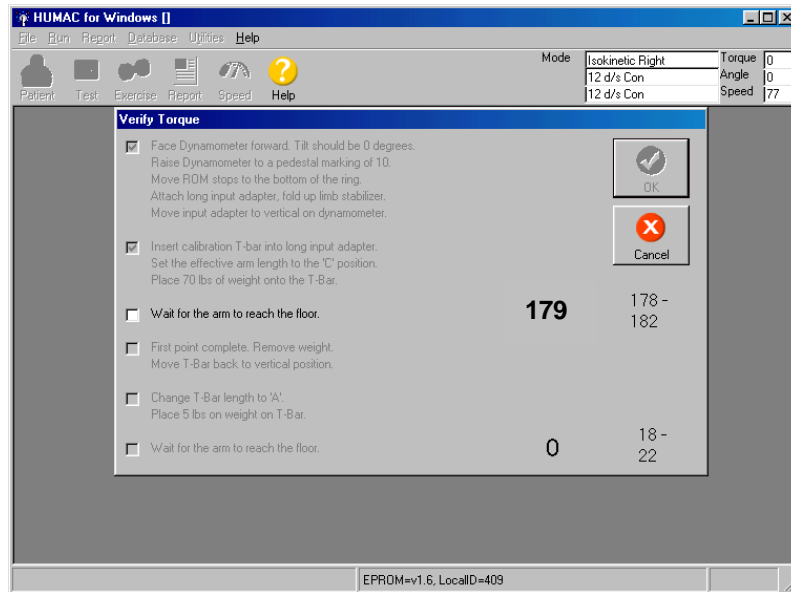 HUMAC for Windows []
File Run Report Database Utilities Help
Patient Test Exercise Report Speed Help
Mode
Isokinetic Right
12 d/s Con
12 d/s Con
Torque 0
Angle 0
Speed 77
Verify Torque
Face Dynamometer forward. Tilt should be 0 degrees.
Raise Dynamometer to a pedestal marking of 10.
Move ROM stops to the bottom of the ring.
Attach long input adapter, fold up limb stabilizer.
Move input adapter to vertical on dynamometer.
OK
Insert calibration T-bar into long input adapter.
Set the effective arm length to the 'C' position.
Place 70 lbs of weight onto the T-Bar.
Cancel
Wait for the arm to reach the floor.
179
178 -
182
First point complete. Remove weight.
Move T-Bar back to vertical position.
Change T-Bar length to 'A'.
Place 5 lbs on weight on T-Bar.
Wait for the arm to reach the floor.
0
18 -
22
EPROM=v1.6, LocalID=409